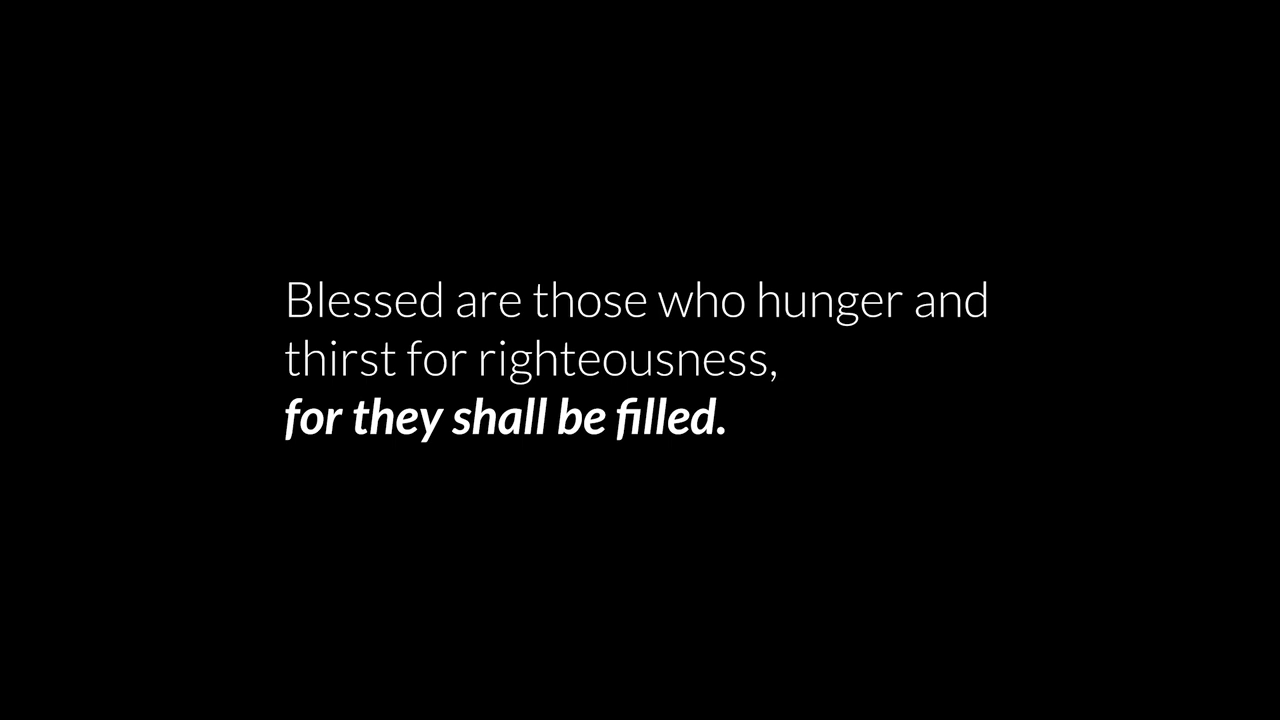 Blessed are those who hunger and
thirst for righteousness,
for they shall be filled.